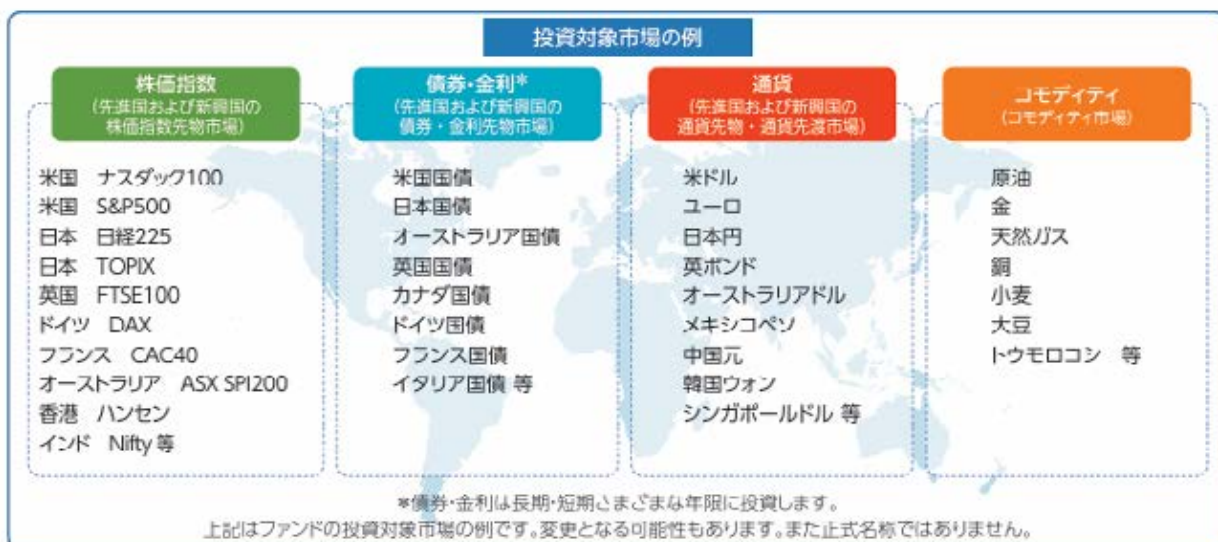 投資対象市場の例
株価指数
(先進国および新興国の
株価指数先物市場)
米国 ナスダック100
米国 S&P500
日本 日経225
日本 TOPIX
英国 FTSE100
ドイツ DAX
フランス CAC40
オーストラリア ASX SPI200
香港 ハンセン
インド Nifty 等
債券・金利*
(先進国および新興国の
債券・金利先物市場)
米国国債
日本国債
オーストラリア国債
英国国債
カナダ国債
ドイツ国債
フランス国債
イタリア国債 等
通貨
(先進国および新興国の
通貨先物・通貨先渡市場)
米ドル
ユーロ
日本円
英ポンド
オーストラリアドル
メキシコペソ
中国元
韓国ウォン
シンガポールドル 等
コモディティ
(コモディティ市場)
原油
金
天然ガス
銅
小麦
大豆
トウモロコシ 等
*債券・金利は長期・短期さまざまな年限に投資します。
上記はファンドの投資対象市場の例です。変更となる可能性もあります。また正式名称ではありません。